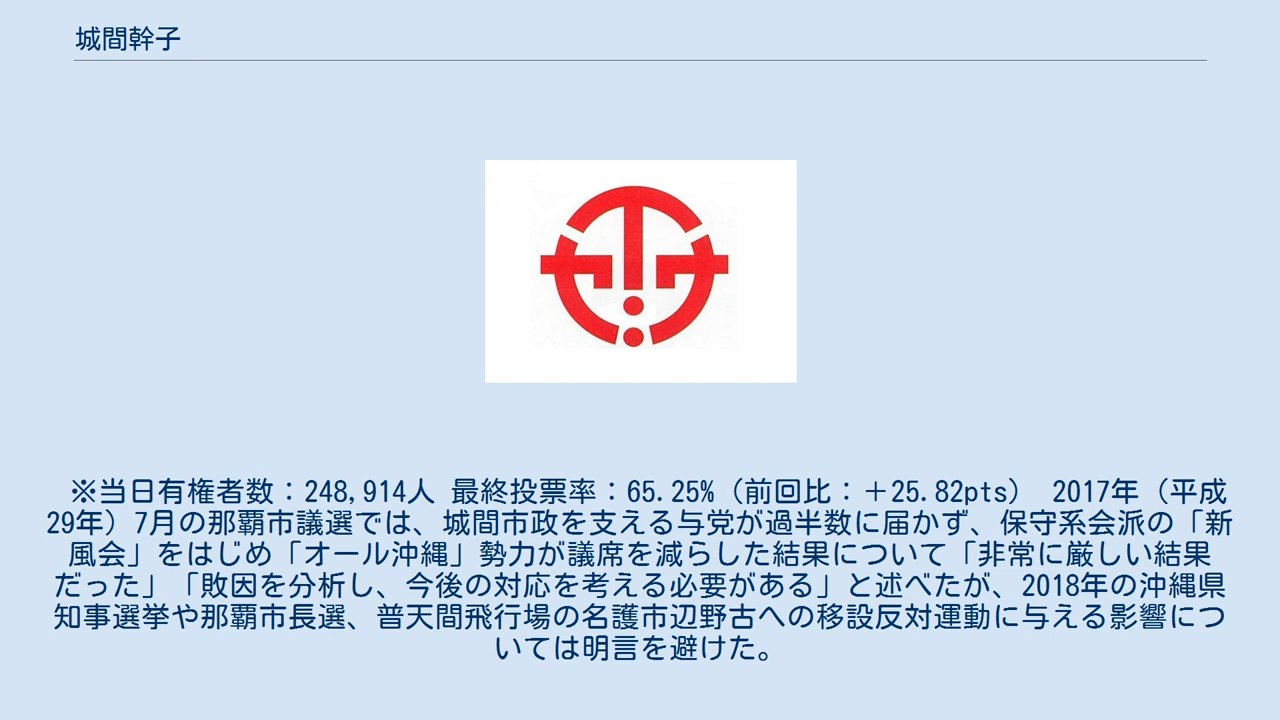 城間幹子
※当日有権者数：248,914人 最終投票率：65.25%（前回比：＋25.82pts） 2017年（平成
29年）7月の那覇市議選では、城間市政を支える与党が過半数に届かず、保守系会派の「新
風会」をはじめ「オール沖縄」勢力が議席を減らした結果について「非常に厳しい結果
だった」「敗因を分析し、今後の対応を考える必要がある」と述べたが、2018年の沖縄県
知事選挙や那覇市長選、普天間飛行場の名護市辺野古への移設反対運動に与える影響につ
いては明言を避けた。